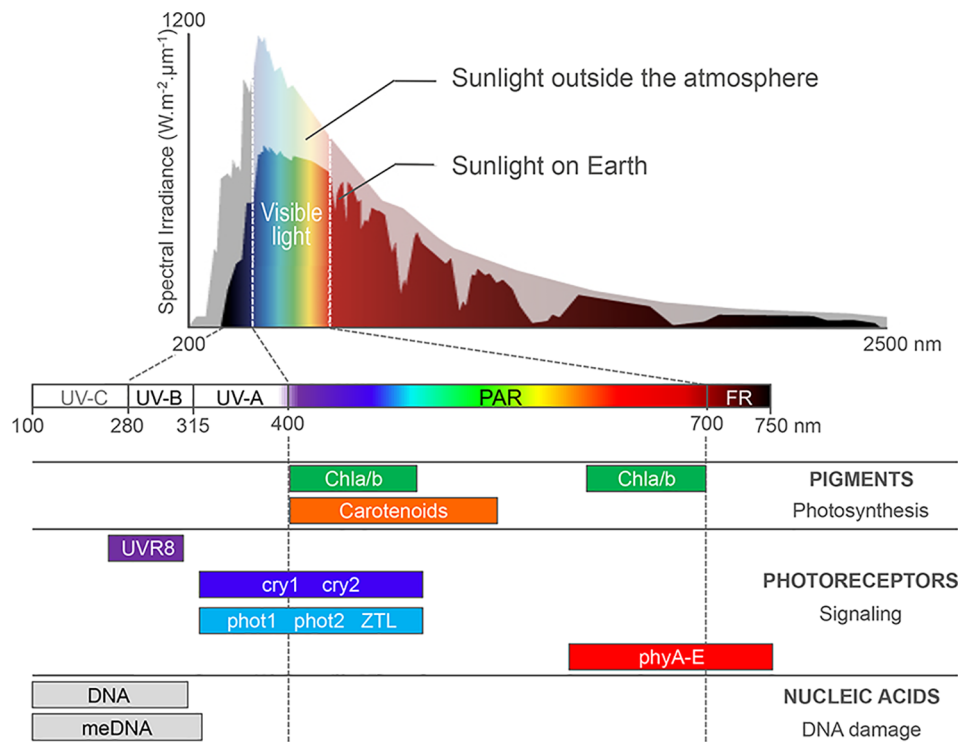 1200
Spectral Irradiance (W.m-2.µm-1)
Sunlight outside the atmosphere
Sunlight on Earth
Visible
light
200
2500 nm
UV-C
UV-B
UV-A
PAR
FR
100
280
315
400
700
750 nm
Chla/b
Chla/b
PIGMENTS
Carotenoids
Photosynthesis
UVR8
cry1 cry2
PHOTORECEPTORS
phot1 phot2 ZTL
Signaling
phyA-E
DNA
NUCLEIC ACIDS
meDNA
DNA damage